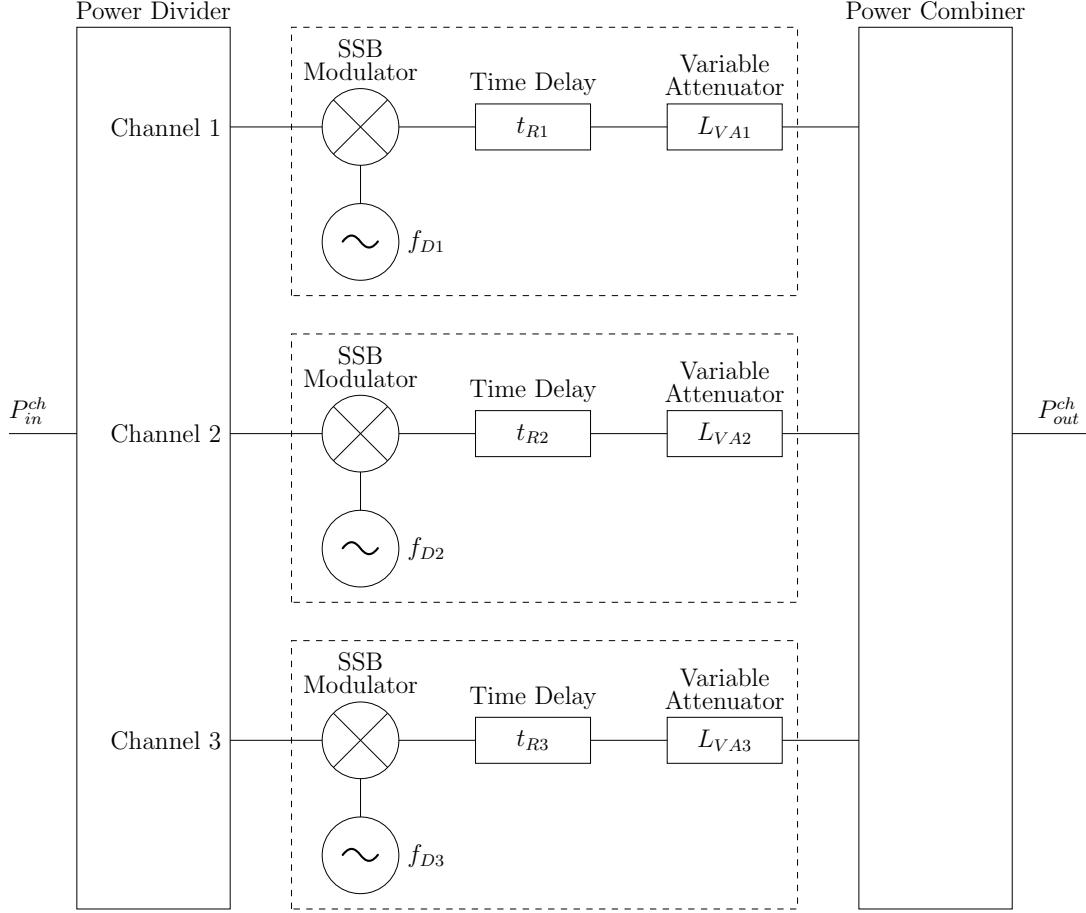 Power Divider
Power Combiner
SSB
Modulator
Time Delay
Variable
Attenuator
Channel 1
t_{R1}
L_{VA1}
f_{D1}
SSB
Modulator
Time Delay
Variable
Attenuator
P_{in}^{ch}
Channel 2
t_{R2}
L_{VA2}
P_{out}^{ch}
f_{D2}
SSB
Modulator
Time Delay
Variable
Attenuator
Channel 3
t_{R3}
L_{VA3}
f_{D3}